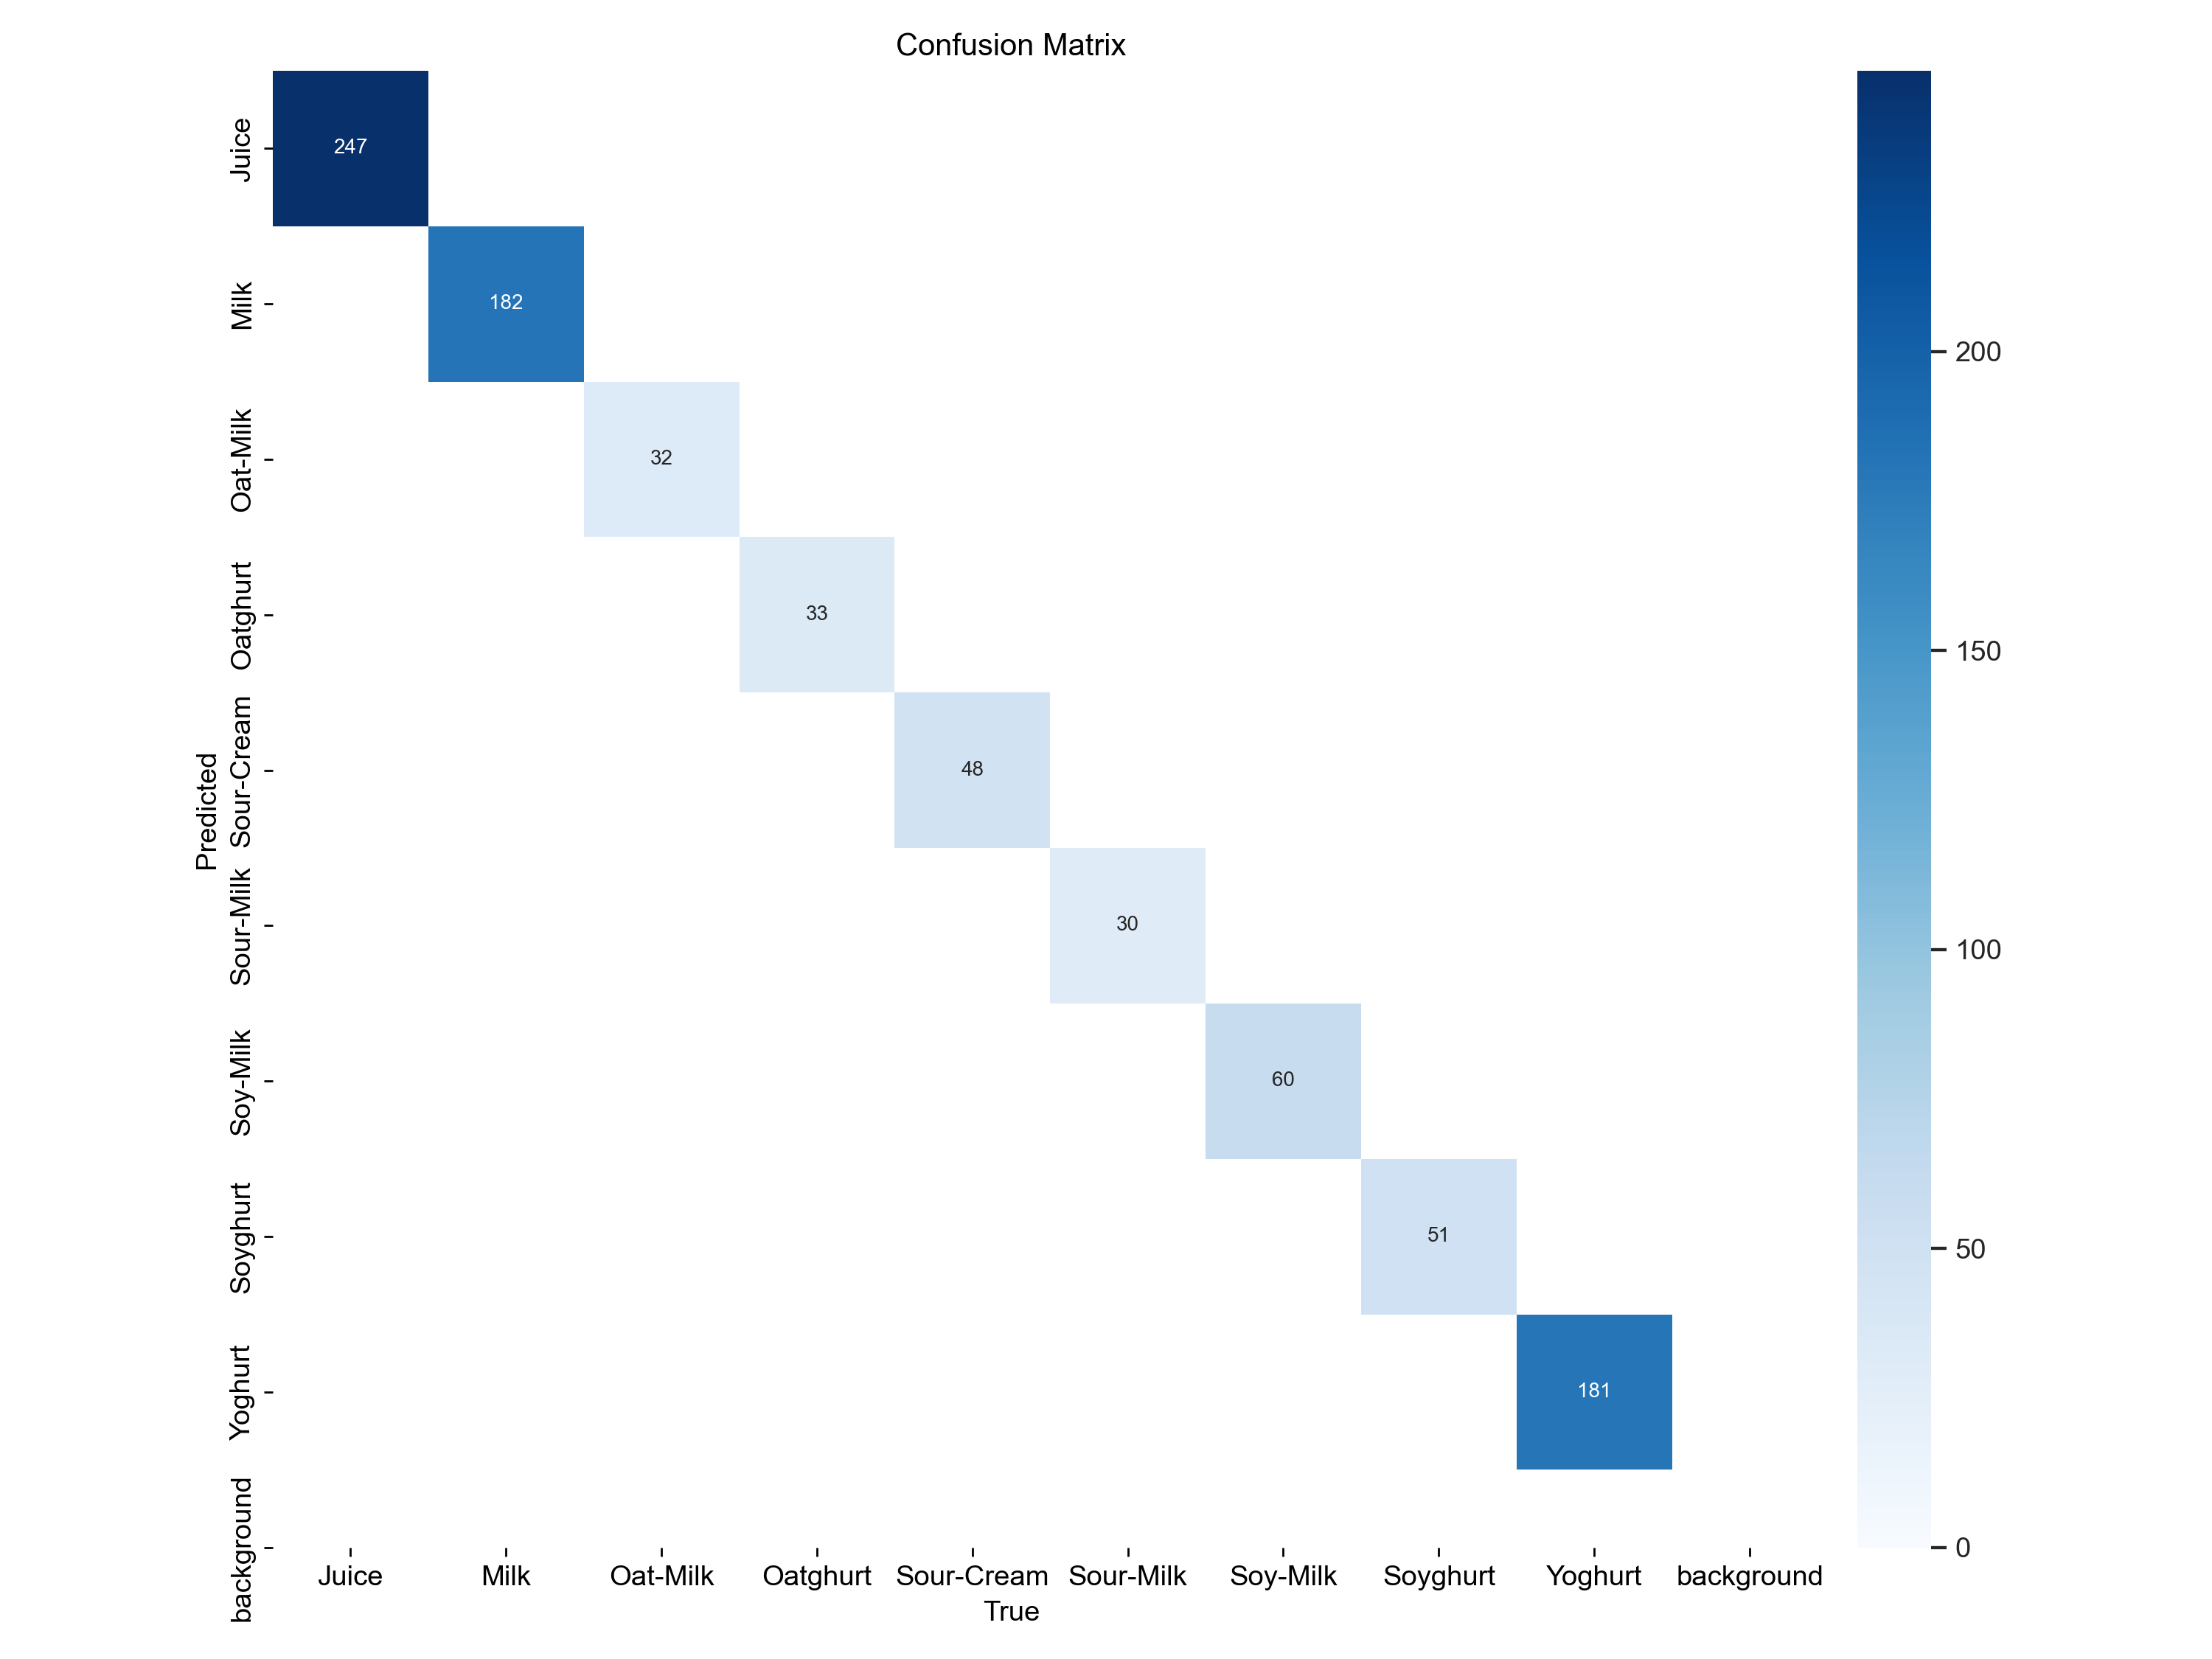 Confusion Matrix
Juice
247
Milk
182
200
Oat-Milk
32
Oatghurt
33
150
Predicted
Sour-Cream
48
Sour-Milk
30
100
Soy-Milk
60
Soyghurt
51
50
Yoghurt
181
background
0
Juice Milk Oat-Milk Oatghurt Sour-Cream Sour-Milk Soy-Milk Soyghurt Yoghurt background
True